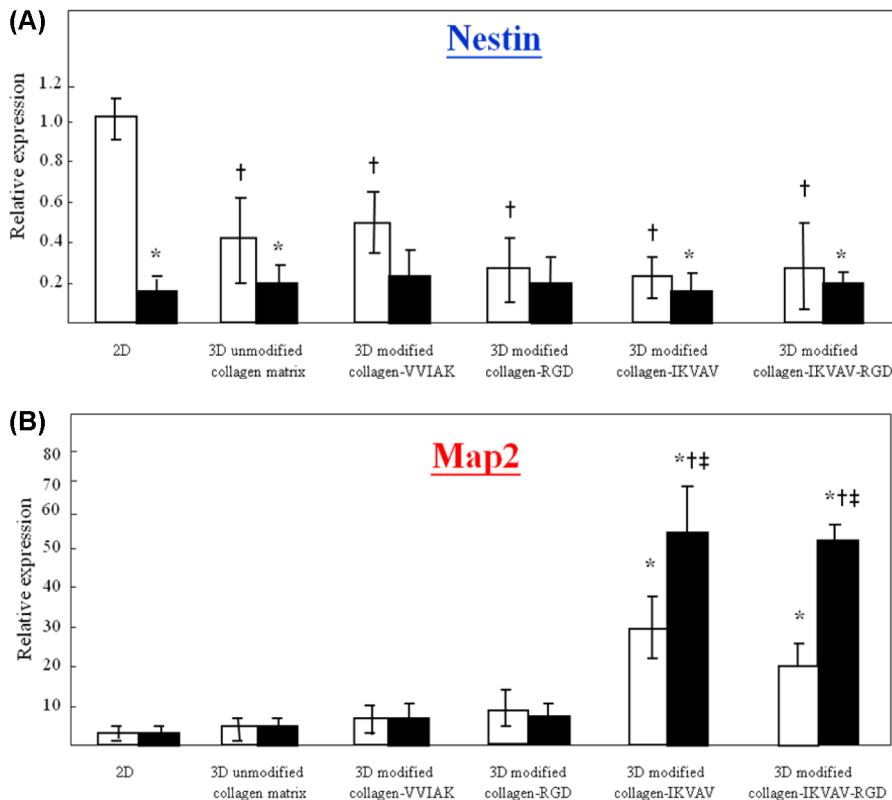 (A)
Nestin
Relative expression
1.2
1.0
0.8
0.6
0.4
0.2
*
†
*
†
†
†
*
†
*
2D
3D unmodified
collagen matrix
3D modified
collagen-VVIAK
3D modified
collagen-RGD
3D modified
collagen-IKVAV
3D modified
collagen-IKVAV-RGD
(B)
Map2
Relative expression
80
70
60
50
40
30
20
10
*
*†‡
*
*†‡
2D
3D unmodified
collagen matrix
3D modified
collagen-VVIAK
3D modified
collagen-RGD
3D modified
collagen-IKVAV
3D modified
collagen-IKVAV-RGD